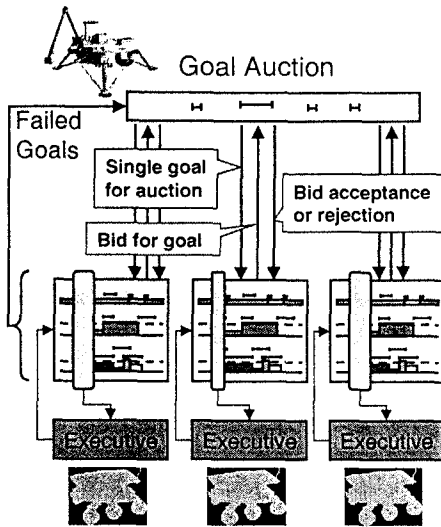 Goal Auction
Failed
Goals
Single goal
for auction
Bid acceptance
or rejection
Bid for goal
Executive
Executive
Executive